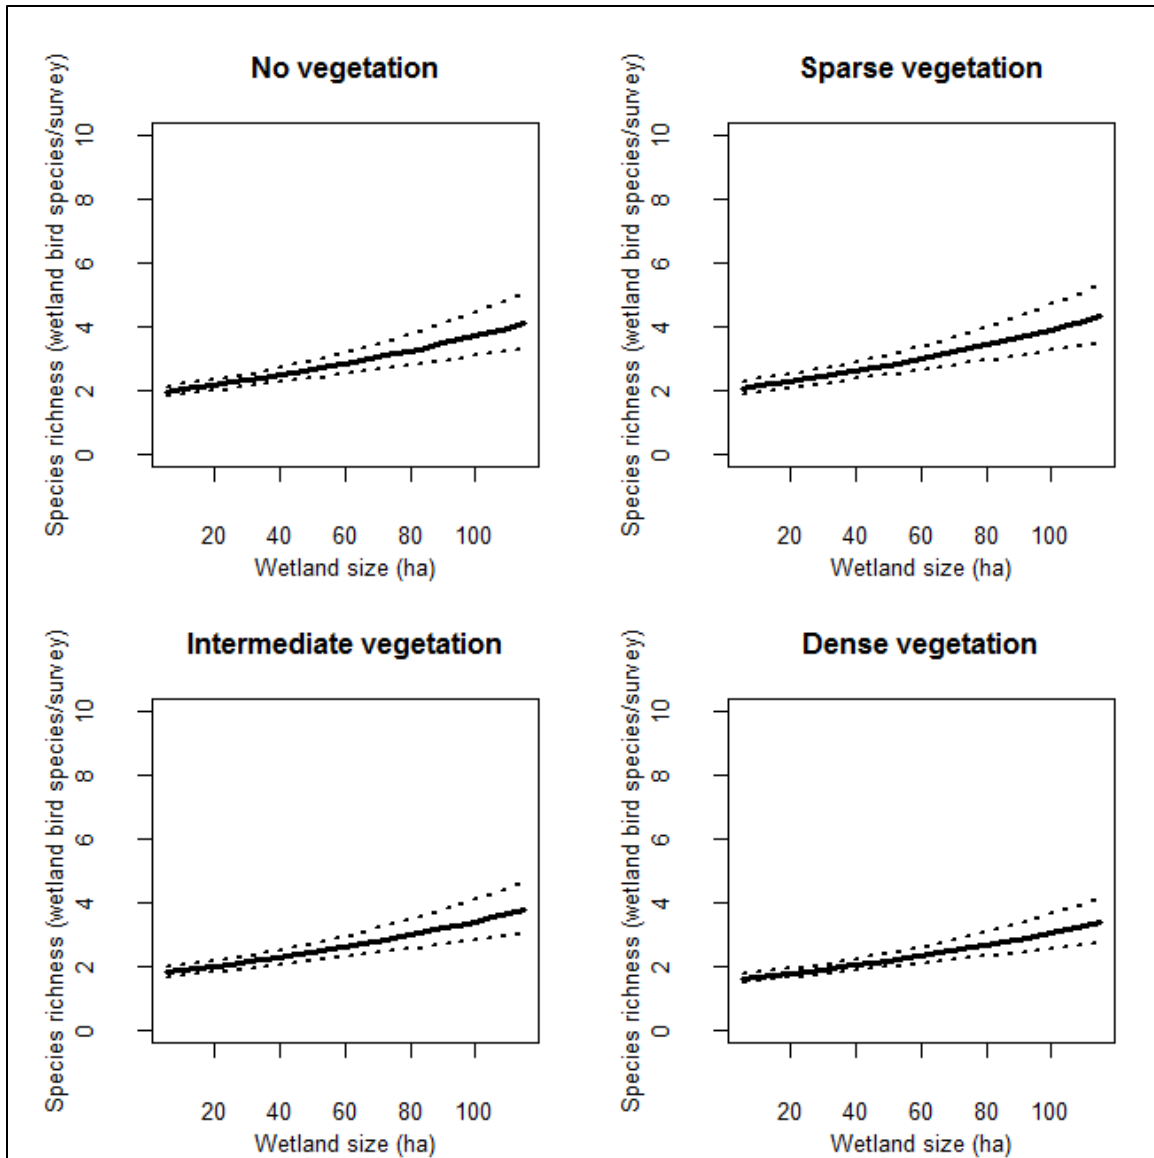 No vegetation
Species richness (wetland bird species/survey)
10
8
6
4
2
0
20 40 60 80 100
Wetland size (ha)
Sparse vegetation
Species richness (wetland bird species/survey)
10
8
6
4
2
0
20 40 60 80 100
Wetland size (ha)
Intermediate vegetation
Species richness (wetland bird species/survey)
10
8
6
4
2
0
20 40 60 80 100
Wetland size (ha)
Dense vegetation
Species richness (wetland bird species/survey)
10
8
6
4
2
0
20 40 60 80 100
Wetland size (ha)